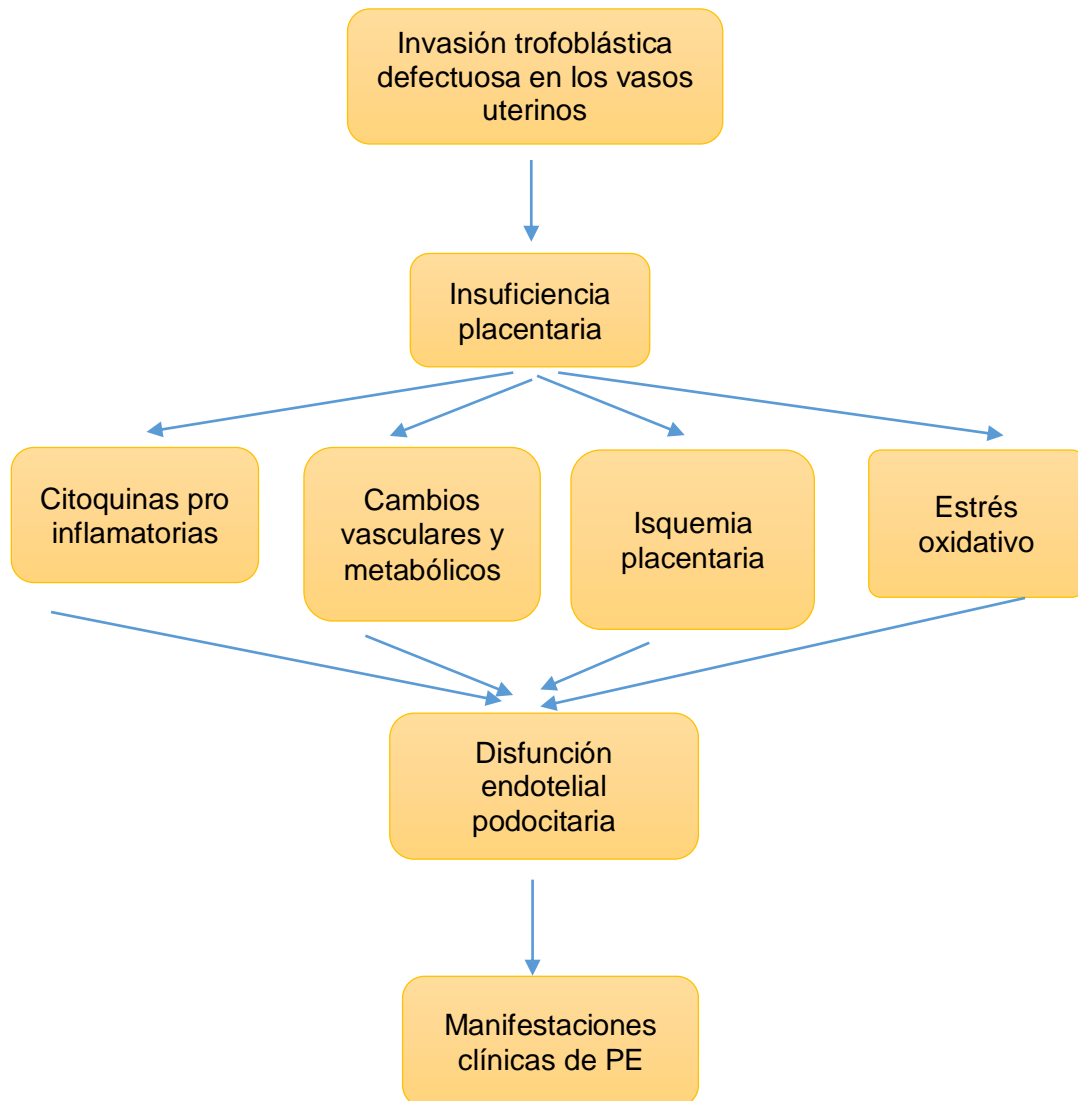 Invasión trofoblástica
defectuosa en los vasos
uterinos
Insuficiencia
placentaria
Citoquinas pro
inflamatorias
Cambios
vasculares y
metabólicos
Isquemia
placentaria
Estrés
oxidativo
Disfunción
endotelial
podocitaria
Manifestaciones
clínicas de PE